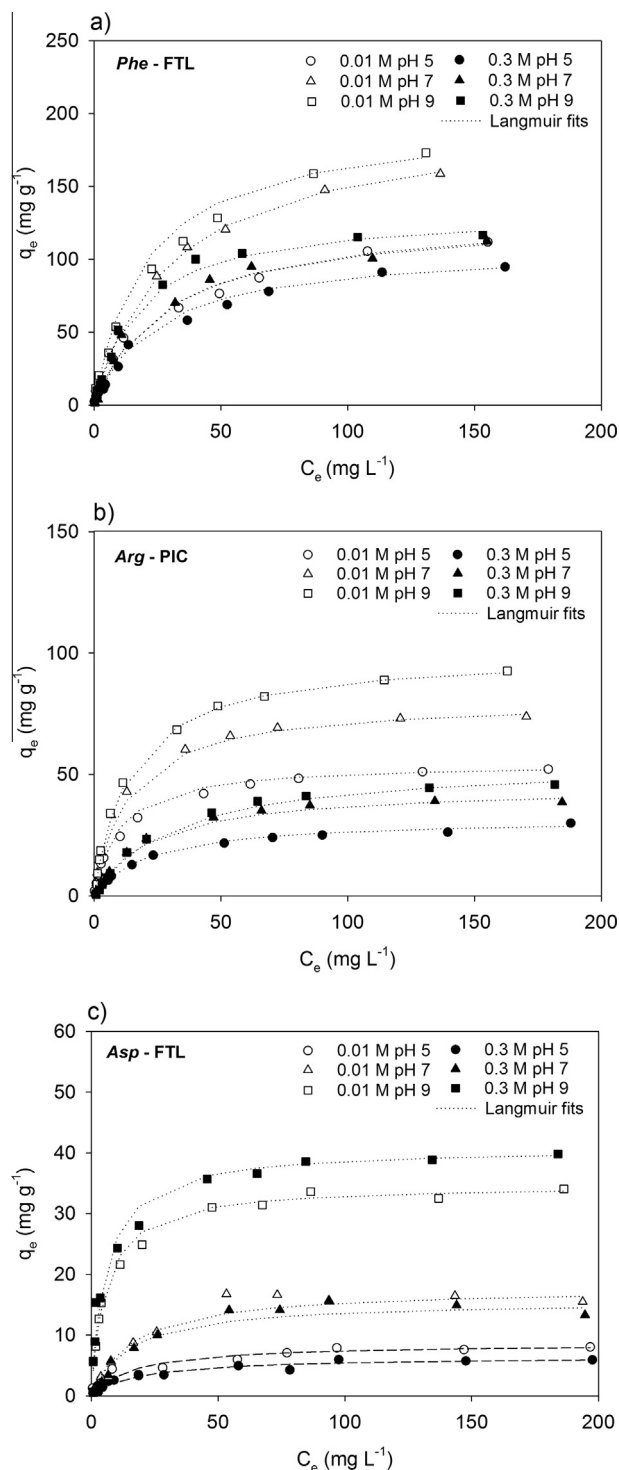 a)
250
Phe - FTL
0.01 M pH 5
0.3 M pH 5
0.01 M pH 7
0.3 M pH 7
0.01 M pH 9
0.3 M pH 9
Langmuir fits
200
150
100
50
0
qe (mg g-1)
0 50 100 150 200
Ce (mg L-1)
b)
150
Arg - PIC
0.01 M pH 5
0.3 M pH 5
0.01 M pH 7
0.3 M pH 7
0.01 M pH 9
0.3 M pH 9
Langmuir fits
100
50
0
qe (mg g-1)
0 50 100 150 200
Ce (mg L-1)
c)
60
Asp - FTL
0.01 M pH 5
0.3 M pH 5
0.01 M pH 7
0.3 M pH 7
0.01 M pH 9
0.3 M pH 9
Langmuir fits
50
40
30
20
10
0
qe (mg g-1)
0 50 100 150 200
Ce (mg L-1)